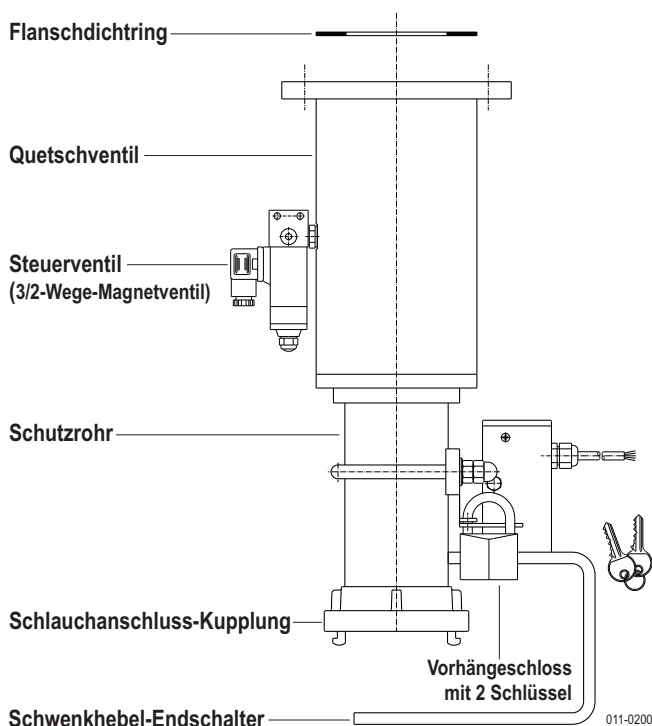 Flanschdichtring
Quetschventil
Steuerventil
(3/2-Wege-Magnetventil)
Schutzrohr
Schlauchanschluss-Kupplung
Vorhängeschloss
mit 2 Schlüssel
Schwenkhebel-Endschalter
011-0200